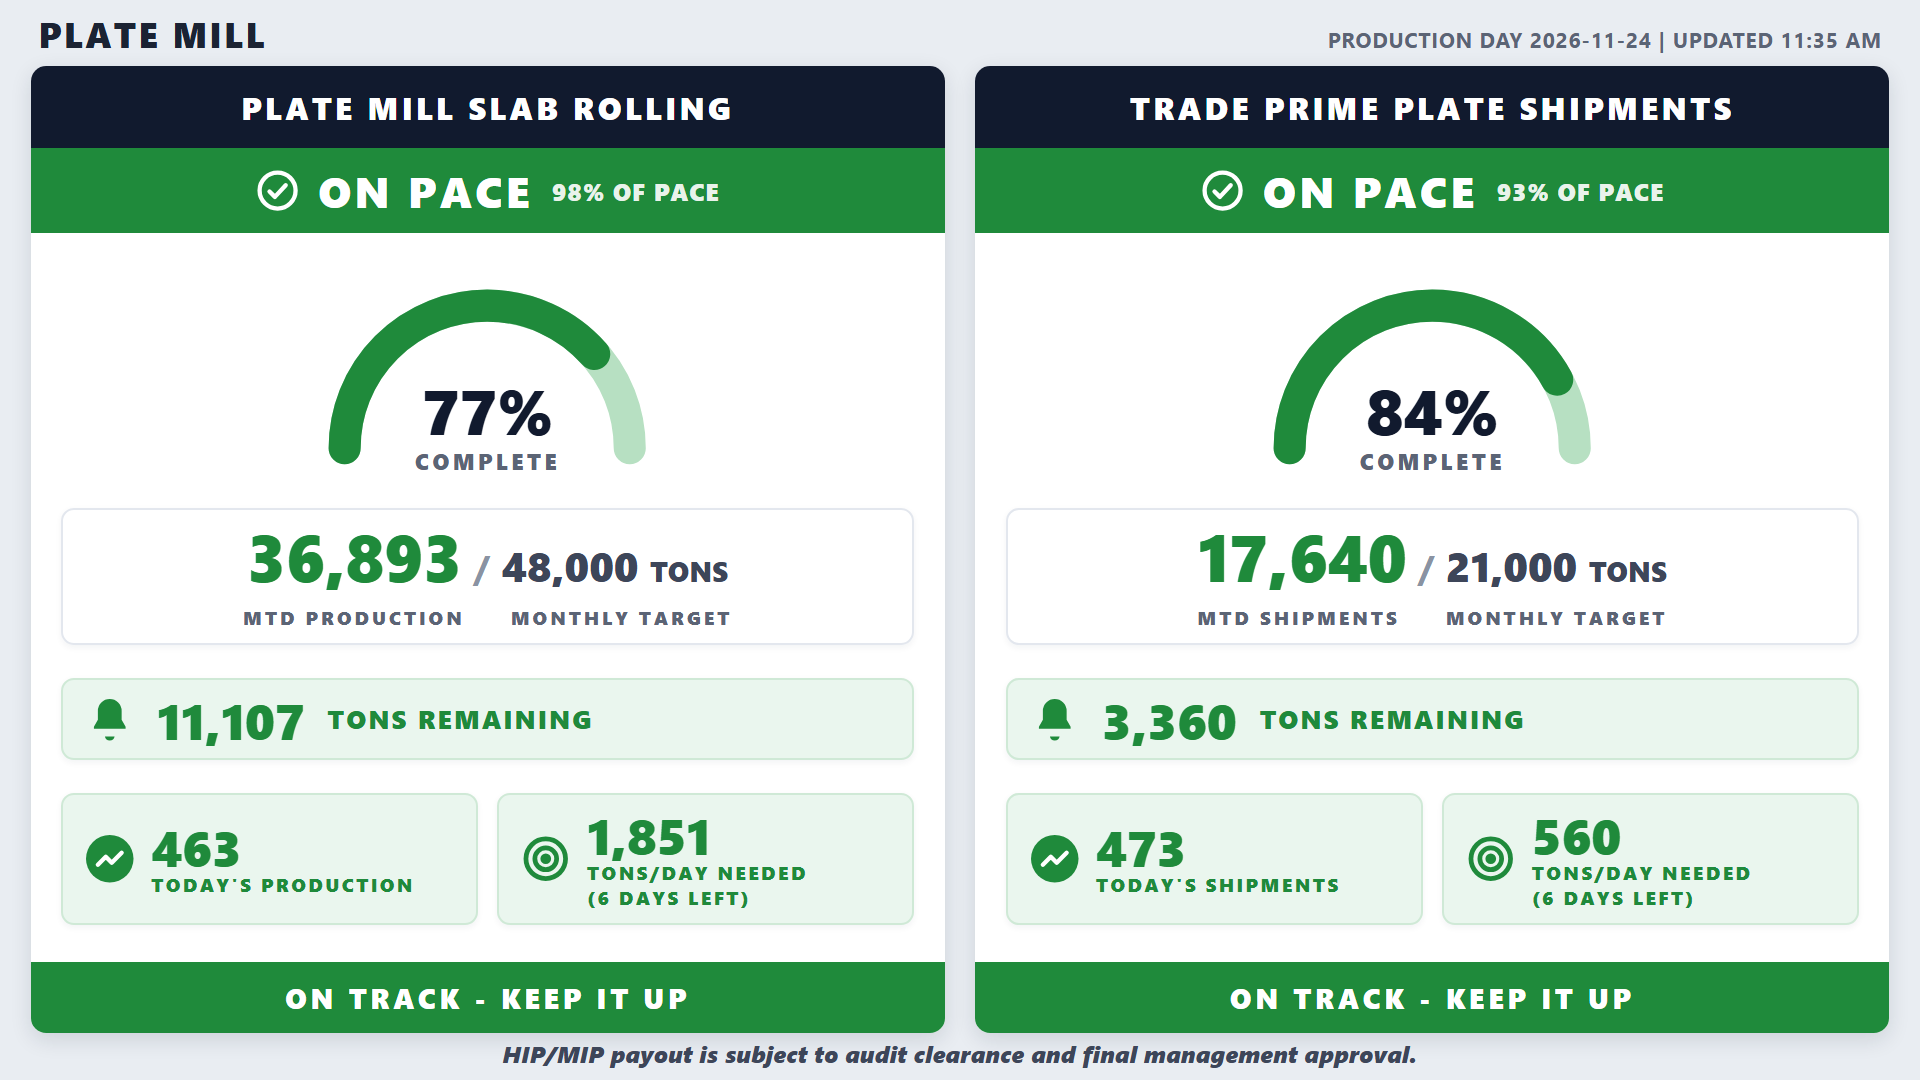 PLATE MILL
PRODUCTION DAY 2026-11-24 | UPDATED 11:35 AM
PLATE MILL SLAB ROLLING
ON PACE 98% OF PACE
77%
COMPLETE
36,893 / 48,000 TONS
MTD PRODUCTION MONTHLY TARGET
11,107 TONS REMAINING
463
TODAY'S PRODUCTION
1,851
TONS/DAY NEEDED
(6 DAYS LEFT)
ON TRACK - KEEP IT UP
TRADE PRIME PLATE SHIPMENTS
ON PACE 93% OF PACE
84%
COMPLETE
17,640 / 21,000 TONS
MTD SHIPMENTS MONTHLY TARGET
3,360 TONS REMAINING
473
TODAY'S SHIPMENTS
560
TONS/DAY NEEDED
(6 DAYS LEFT)
ON TRACK - KEEP IT UP
HIP/MIP payout is subject to audit clearance and final management approval.